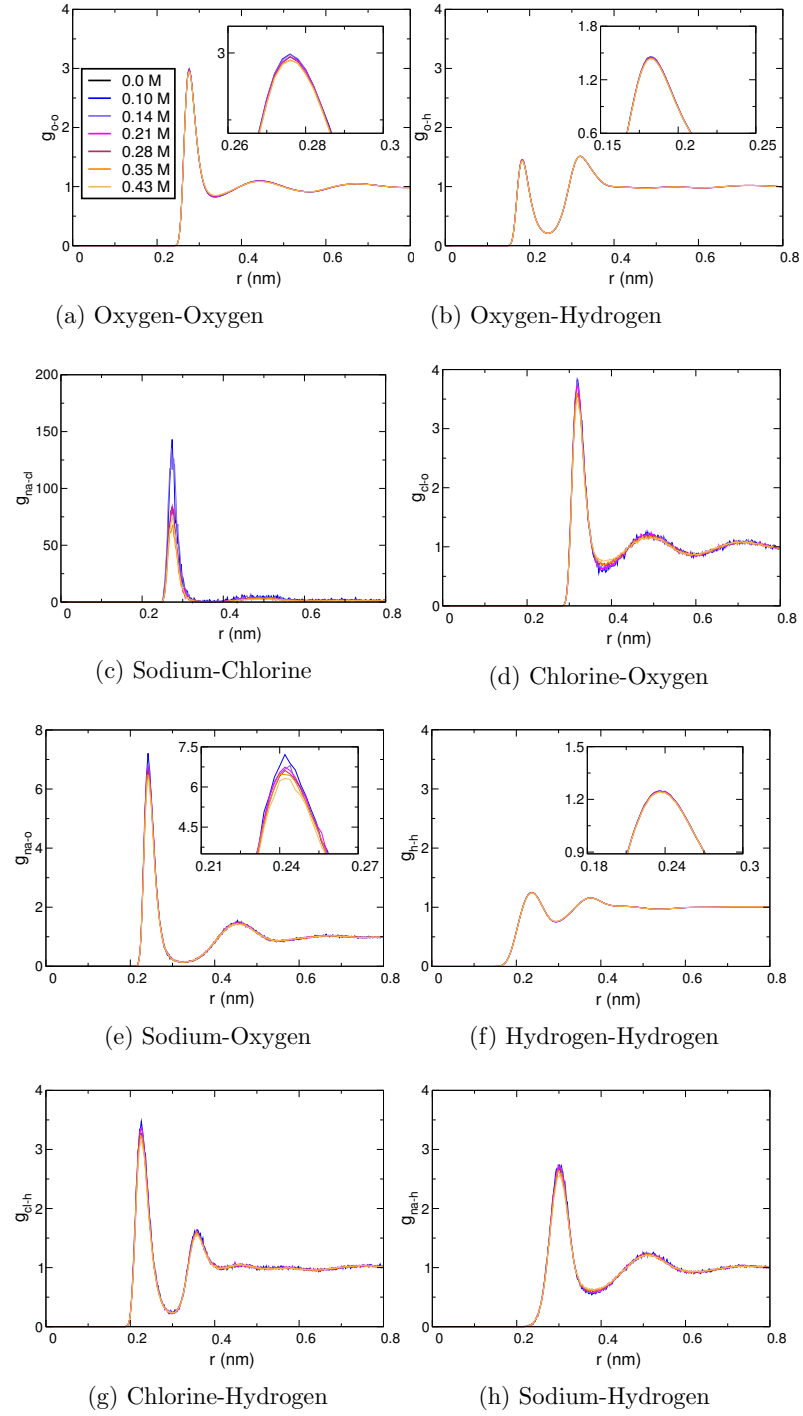 4
3
2
1
0
g_o-o
0.0 M
0.10 M
0.14 M
0.21 M
0.28 M
0.35 M
0.43 M
3
0.26 0.28 0.3
0 0.2 0.4 0.6 0
r (nm)
(a) Oxygen-Oxygen
4
3
2
1
0
g_o-h
1.8
1.5
1.2
0.9
0.6
0.15 0.2 0.25
0 0.2 0.4 0.6 0.8
r (nm)
(b) Oxygen-Hydrogen
200
150
100
50
0
g_na-cl
0 0.2 0.4 0.6 0.8
r (nm)
(c) Sodium-Chlorine
4
3
2
1
0
g_cl-o
0 0.2 0.4 0.6 0.8
r (nm)
(d) Chlorine-Oxygen
8
6
4
2
0
g_na-o
7.5
6
4.5
0.21 0.24 0.27
0 0.2 0.4 0.6 0.8
r (nm)
(e) Sodium-Oxygen
4
3
2
1
0
g_h-h
1.5
1.2
0.9
0.18 0.24 0.3
0 0.2 0.4 0.6 0.8
r (nm)
(f) Hydrogen-Hydrogen
4
3
2
1
0
g_cl-h
0 0.2 0.4 0.6 0.8
r (nm)
(g) Chlorine-Hydrogen
4
3
2
1
0
g_na-h
0 0.2 0.4 0.6 0.8
r (nm)
(h) Sodium-Hydrogen